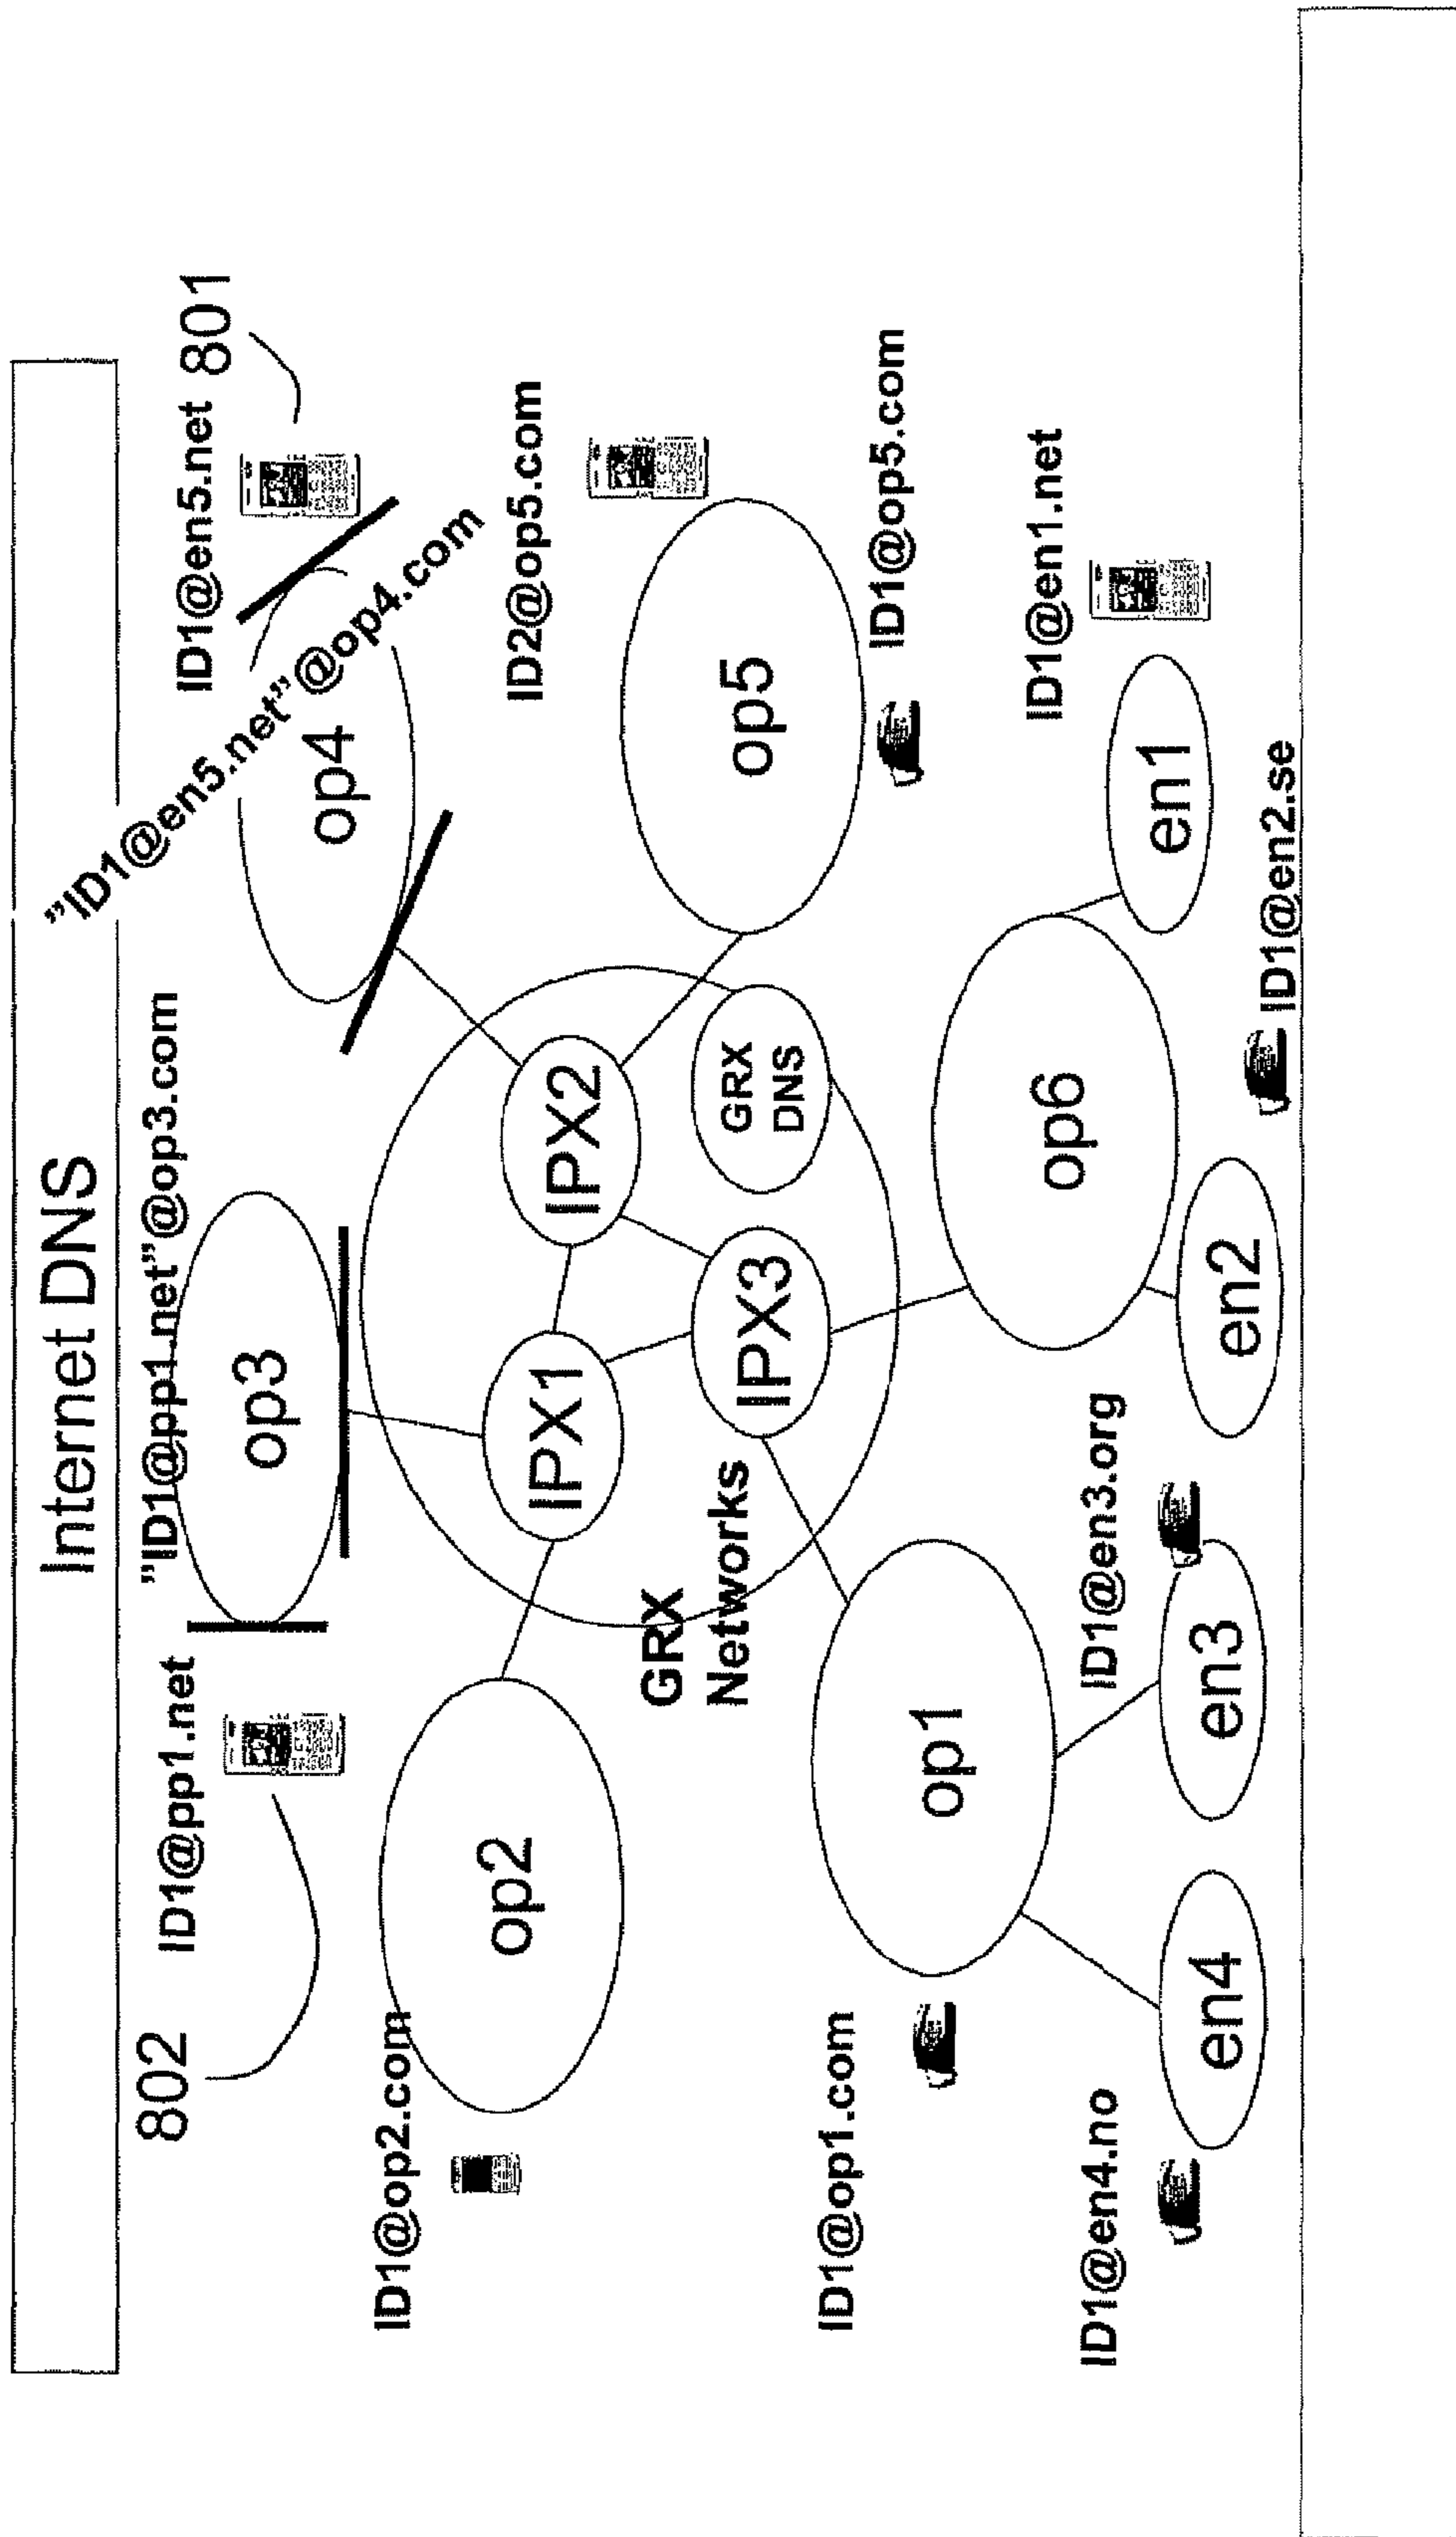 Internet DNS
802
ID1@pp1.net
"ID1@pp1.net"@op3.com
"ID1@en5.net"@op4.com
ID1@en5.net 801
op3
op4
ID1@op2.com
op2
IPX1
IPX2
ID2@op5.com
GRX
Networks
IPX3
GRX
DNS
op5
ID1@op5.com
ID1@op1.com
op1
op6
ID1@en1.net
ID1@en4.no
ID1@en3.org
en1
en4
en3
en2
ID1@en2.se